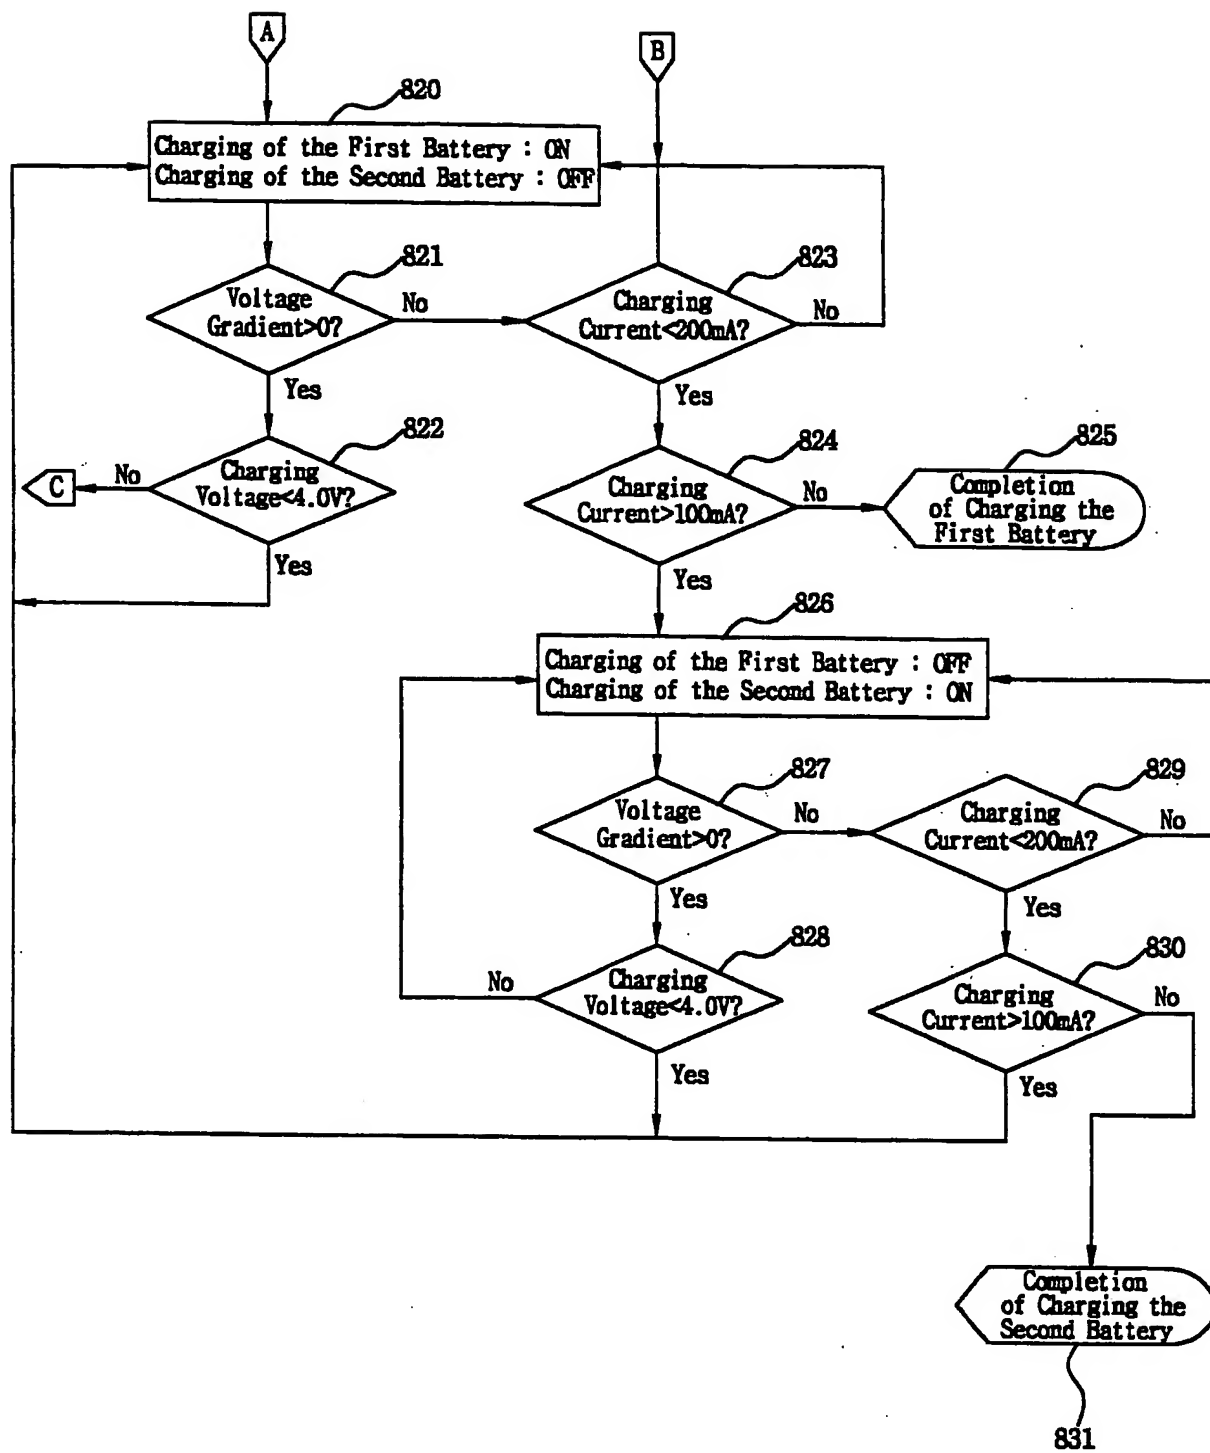 A
B
820
Charging of the First Battery : ON
Charging of the Second Battery : OFF
821
Voltage
Gradient>0?
No
823
Charging
Current<200mA?
No
Yes
Yes
822
Charging
Voltage<4.0V?
No
C
Yes
824
Charging
Current>100mA?
No
825
Completion
of Charging the
First Battery
Yes
826
Charging of the First Battery : OFF
Charging of the Second Battery : ON
827
Voltage
Gradient>0?
No
829
Charging
Current<200mA?
No
Yes
Yes
828
Charging
Voltage<4.0V?
No
Yes
830
Charging
Current>100mA?
No
Yes
Completion
of Charging the
Second Battery
831